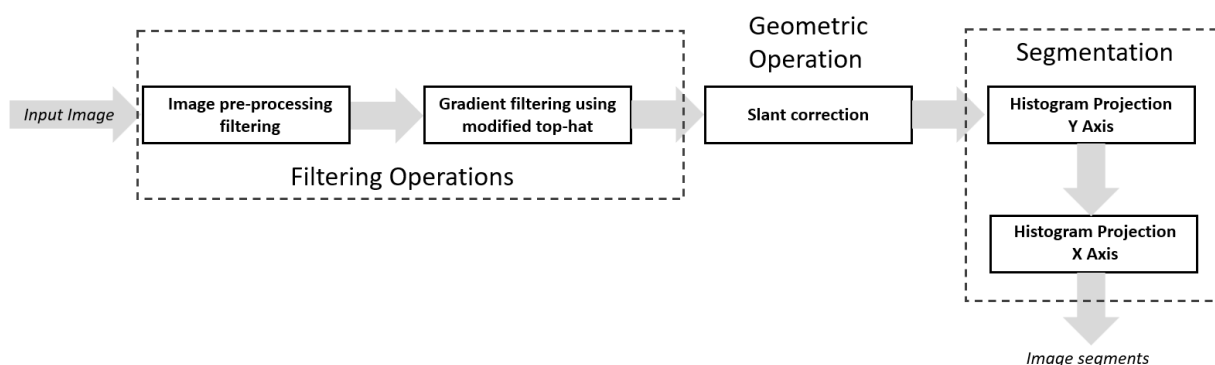 Geometric
Operation
Segmentation
Input Image
Image pre-processing
filtering
Gradient filtering using
modified top-hat
Slant correction
Histogram Projection
Y Axis
Filtering Operations
Histogram Projection
X Axis
Image segments